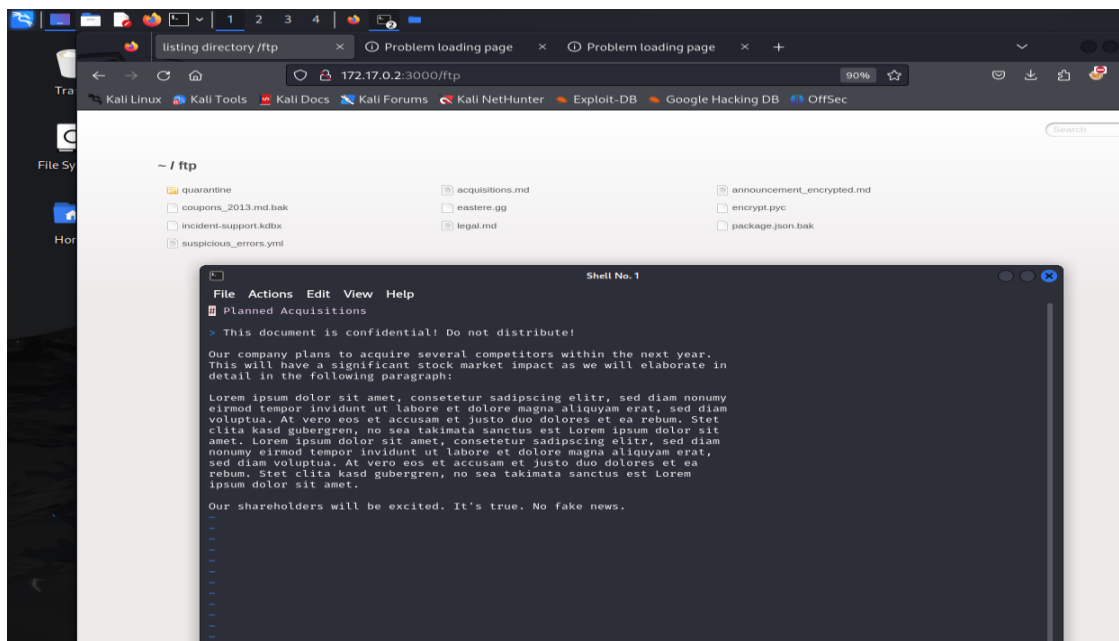 1 2 3 4
listing directory /ftp × Problem loading page × Problem loading page × +
172.17.0.2:3000/ftp 90%
Kali Linux Kali Tools Kali Docs Kali Forums Kali NetHunter Exploit-DB Google Hacking DB OffSec
Tra
File Sy
Hor
Search
~ / ftp
quarantine acquisitions.md announcement_encrypted.md
coupons_2013.md.bak eastere.gg encrypt.pyc
incident-support.kdbx legal.md package.json.bak
suspicious_errors.yml
Shell No. 1
File Actions Edit View Help
# Planned Acquisitions
> This document is confidential! Do not distribute!
Our company plans to acquire several competitors within the next year.
This will have a significant stock market impact as we will elaborate in
detail in the following paragraph:
Lorem ipsum dolor sit amet, consetetur sadipscing elitr, sed diam nonumy
eirmod tempor invidunt ut labore et dolore magna aliquyam erat, sed diam
voluptua. At vero eos et accusam et justo duo dolores et ea rebum. Stet
clita kasd gubergren, no sea takimata sanctus est Lorem ipsum dolor sit
amet. Lorem ipsum dolor sit amet, consetetur sadipscing elitr, sed diam
nonumy eirmod tempor invidunt ut labore et dolore magna aliquyam erat,
sed diam voluptua. At vero eos et accusam et justo duo dolores et ea
rebum. Stet clita kasd gubergren, no sea takimata sanctus est Lorem
ipsum dolor sit amet.
Our shareholders will be excited. It's true. No fake news.
~
~
~
~
~
~
~
~
~
~
~
~